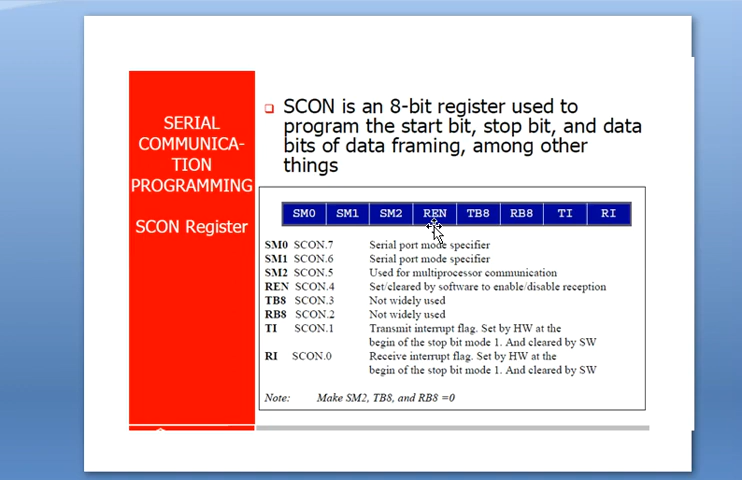 SERIAL
COMMUNICA-
TION
PROGRAMMING
SCON Register
SCON is an 8-bit register used to
program the start bit, stop bit, and data
bits of data framing, among other
things
SM0 SM1 SM2 REN TB8 RB8 TI RI
SM0 SCON.7 Serial port mode specifier
SM1 SCON.6 Serial port mode specifier
SM2 SCON.5 Used for multiprocessor communication
REN SCON.4 Set/cleared by software to enable/disable reception
TB8 SCON.3 Not widely used
RB8 SCON.2 Not widely used
TI SCON.1 Transmit interrupt flag. Set by HW at the
begin of the stop bit mode 1. And cleared by SW
RI SCON.0 Receive interrupt flag. Set by HW at the
begin of the stop bit mode 1. And cleared by SW
Note: Make SM2, TB8, and RB8 =0